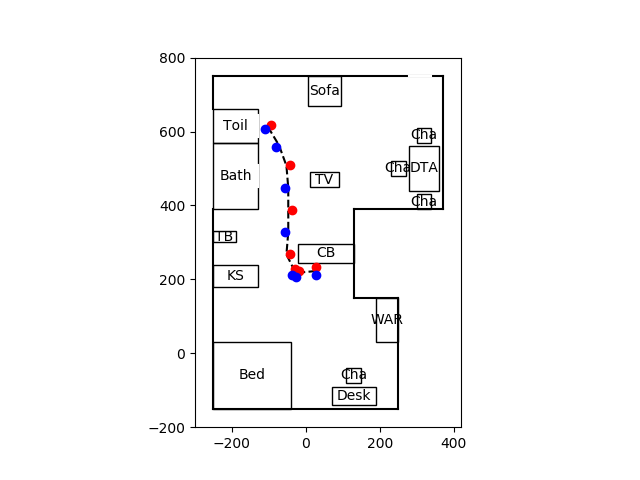 800
600
400
200
0
−200
−200
0
200
400
Sofa
Toil
Cha
Bath
TV
Cha
DTA
Cha
TB
CB
KS
WAR
Bed
Cha
Desk